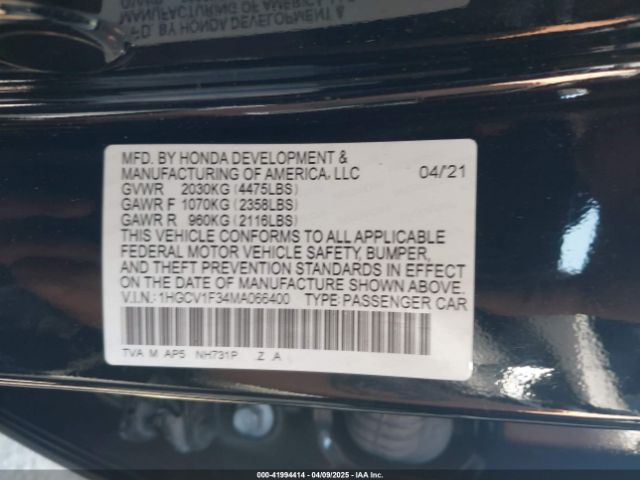 MFD. BY HONDA DEVELOPMENT &
MANUFACTURING OF AMERICA, LLC 04/'21
GVWR 2030KG (4475LBS)
GAWR F 1070KG (2358LBS)
GAWR R 960KG (2116LBS)
THIS VEHICLE CONFORMS TO ALL APPLICABLE
FEDERAL MOTOR VEHICLE SAFETY, BUMPER,
AND THEFT PREVENTION STANDARDS IN EFFECT
ON THE DATE OF MANUFACTURE SHOWN ABOVE.
V.I.N.: 1HGCV1F34MA066400 TYPE: PASSENGER CAR
TVA M AP5 NH731P .Z .A
000-41994414 - 04/09/2025 - IAAI.COM